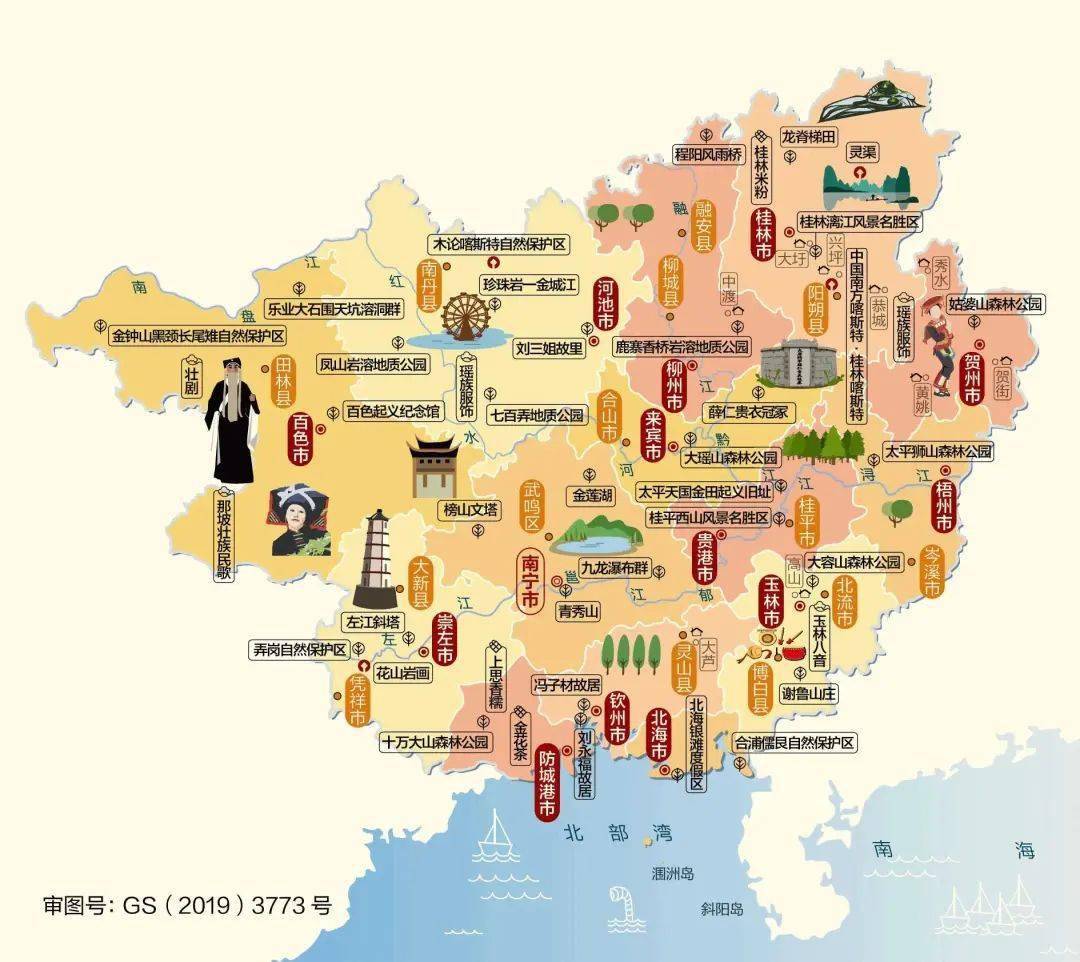 龙脊梯田
程阳风雨桥
桂林米粉
灵渠
融安县
融
桂林市
桂林漓江风景名胜区
大圩
兴坪
木论喀斯特自然保护区
南丹县
红
江
南
盘
珍珠岩—金城江
河池市
柳城县
中渡
阳朔县
中国南方喀斯特·桂林喀斯特
恭城
瑶族服饰
秀水
姑婆山森林公园
乐业大石围天坑溶洞群
金钟山黑颈长尾雉自然保护区
刘三姐故里
鹿寨香桥岩溶地质公园
凤山岩溶地质公园
壮剧
田林县
瑶族服饰
柳州市
江
贺州市
贺街
黄姚
百色起义纪念馆
百色市
七百弄地质公园
合山市
来宾市
薛仁贵衣冠冢
水
河
黔
大瑶山森林公园
太平狮山森林公园
江
浔
江
梧州市
那坡壮族民歌
榜山文塔
武鸣区
金莲湖
太平天国金田起义旧址
桂平西山风景名胜区
桂平市
大新县
南宁市
九龙瀑布群
贵港市
高山
大容山森林公园
岑溪市
邕
江
郁
江
青秀山
玉林市
北流市
玉林八音
左江斜塔
左
崇左市
弄岗自然保护区
花山岩画
凭祥市
上思香糯
大芦
灵山县
博白县
谢鲁山庄
冯子材故居
钦州市
北海市
北海银滩度假区
合浦儒艮自然保护区
十万大山森林公园
金花茶
防城港市
刘永福故居
北部湾
涠洲岛
斜阳岛
南海
审图号：GS（2019）3773号